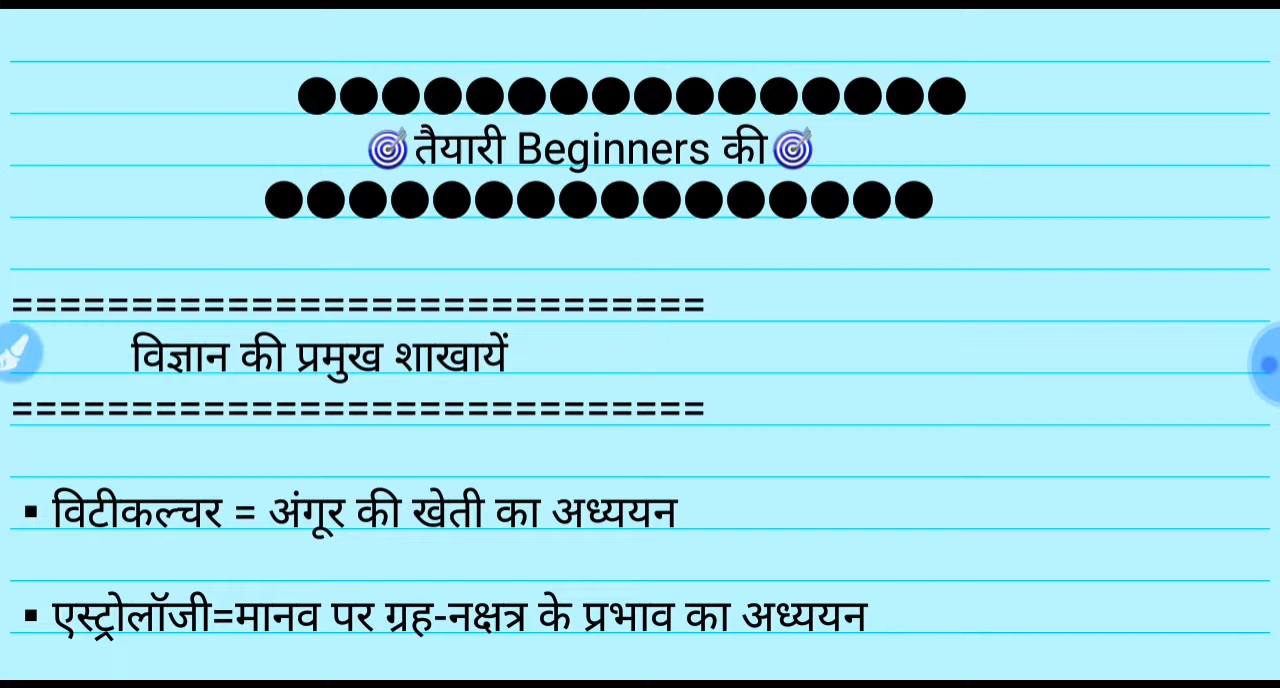 ●●●●●●●●●●●●●●●●
🎯तैयारी Beginners की🎯
●●●●●●●●●●●●●●●●
=============================
विज्ञान की प्रमुख शाखायें
=============================
▪ विटीकल्चर = अंगूर की खेती का अध्ययन
▪ एस्ट्रोलॉजी=मानव पर ग्रह-नक्षत्र के प्रभाव का अध्ययन